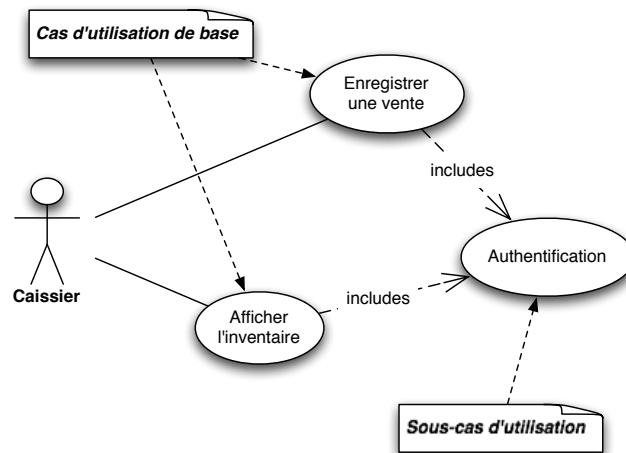 Cas d'utilisation de base
Enregistrer
une vente
includes
Authentification
Caissier
includes
Afficher
l'inventaire
Sous-cas d'utilisation